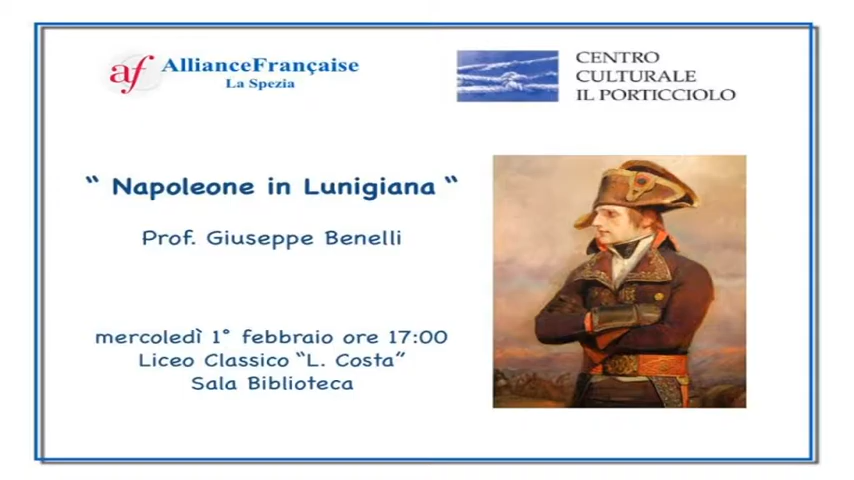 af AllianceFrançaise
La Spezia
CENTRO
CULTURALE
IL PORTICCIOLO
“ Napoleone in Lunigiana “
Prof. Giuseppe Benelli
mercoledì 1° febbraio ore 17:00
Liceo Classico “L. Costa”
Sala Biblioteca